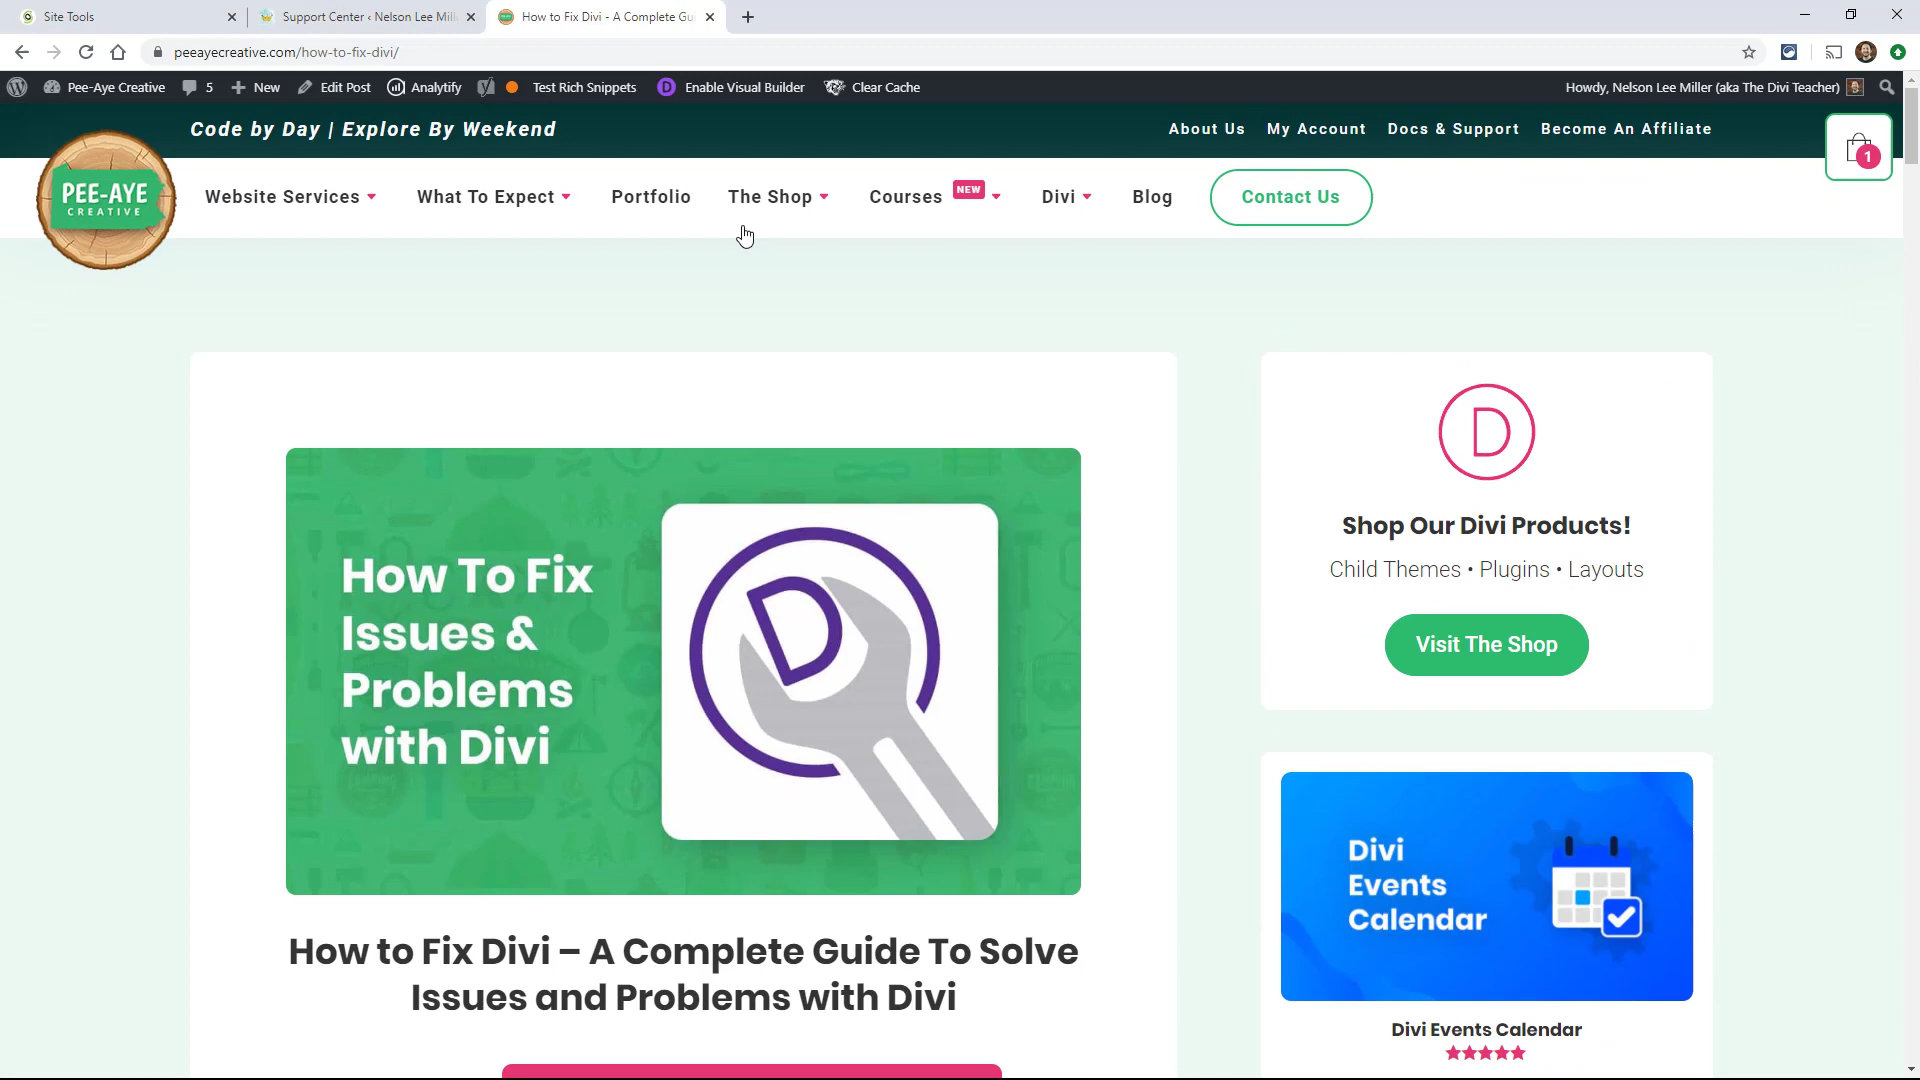 Site Tools
Support Center ‹ Nelson Lee Mill
How to Fix Divi - A Complete Gu
peeayecreative.com/how-to-fix-divi/
Pee-Aye Creative
5
New
Edit Post
Analytify
Test Rich Snippets
Enable Visual Builder
Clear Cache
Howdy, Nelson Lee Miller (aka The Divi Teacher)
Code by Day | Explore By Weekend
About Us
My Account
Docs & Support
Become An Affiliate
1
PEE-AYE
CREATIVE
Website Services
What To Expect
Portfolio
The Shop
Courses
NEW
Divi
Blog
Contact Us
How To Fix
Issues &
Problems
with Divi
D
How to Fix Divi – A Complete Guide To Solve
Issues and Problems with Divi
D
Shop Our Divi Products!
Child Themes • Plugins • Layouts
Visit The Shop
Divi
Events
Calendar
Divi Events Calendar